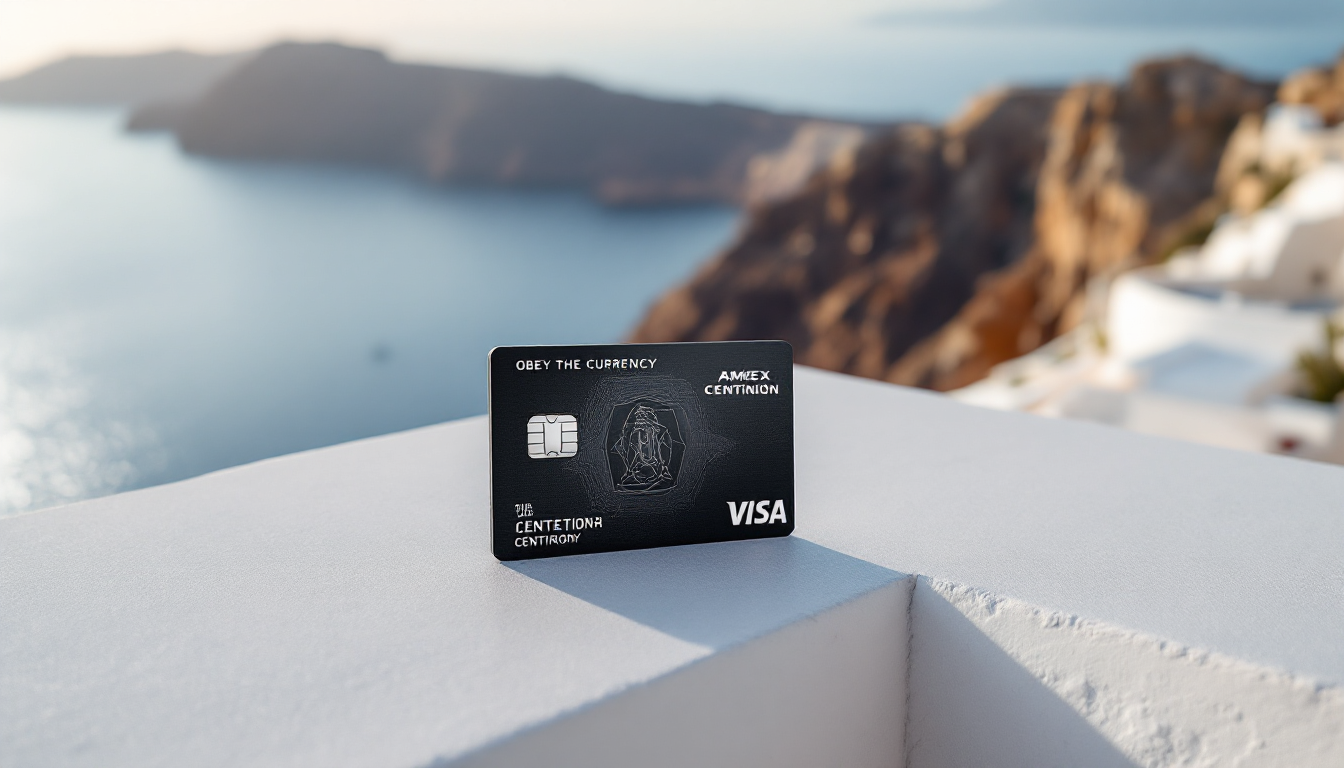 OBEY THE CURRENCY
AMEX
CENTINION
CENTETIONH
CENTIRONY
VISA